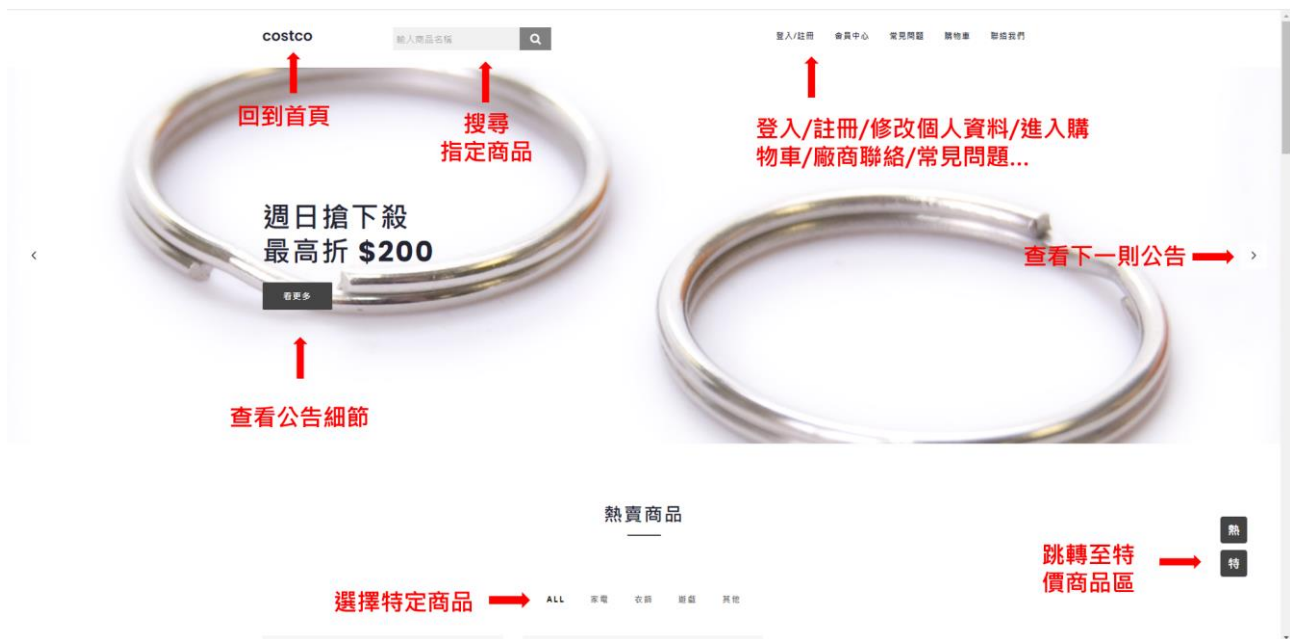 costco
輸入商品名稱
登入/註冊 會員中心 常見問題 購物車 聯絡我們
回到首頁
搜尋
指定商品
登入/註冊/修改個人資料/進入購
物車/廠商聯絡/常見問題...
週日搶下殺
最高折 $200
查看下一則公告
看更多
查看公告細節
熱賣商品
熱
特
跳轉至特
價商品區
選擇特定商品
ALL 家電 衣飾 遊戲 其他